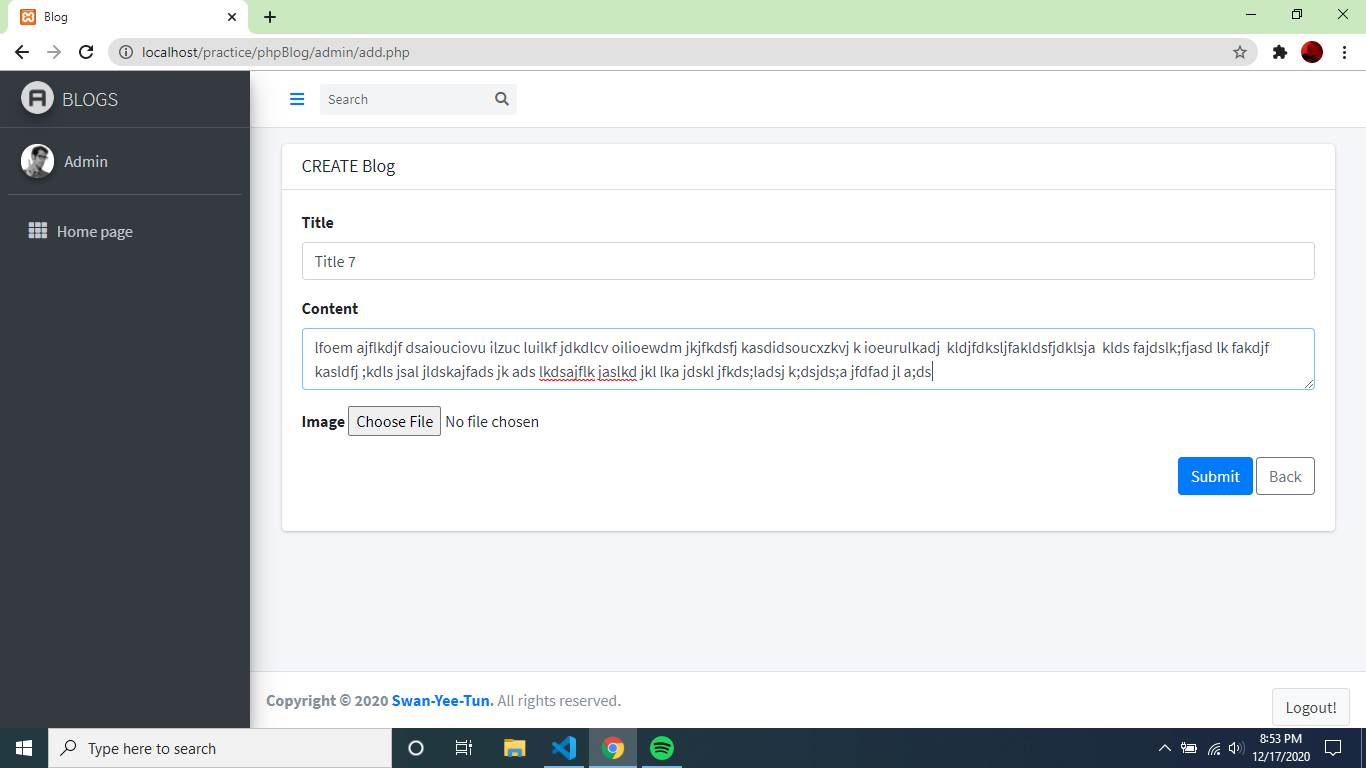 Blog
localhost/practice/phpBlog/admin/add.php
BLOGS
Search
Admin
Home page
CREATE Blog
Title
Title 7
Content
lfoem ajflkdjf dsaiouciovu ilzuc luilkf jdkdlcv oilioewdm jkjfkdsfj kasdidsoucxzkvj k ioeurulkadj  kldjfdksljfakldsfjdklsja  klds fajdslk;fjasd lk fakdjf
kasldfj ;kdls jsal jldskajfads jk ads lkdsajflk jaslkd jkl lka jdskl jfkds;ladsj k;dsjds;a jfdfad jl a;ds
Image Choose File No file chosen
Submit Back
Copyright © 2020 Swan-Yee-Tun. All rights reserved.
Logout!
Type here to search
8:53 PM
12/17/2020